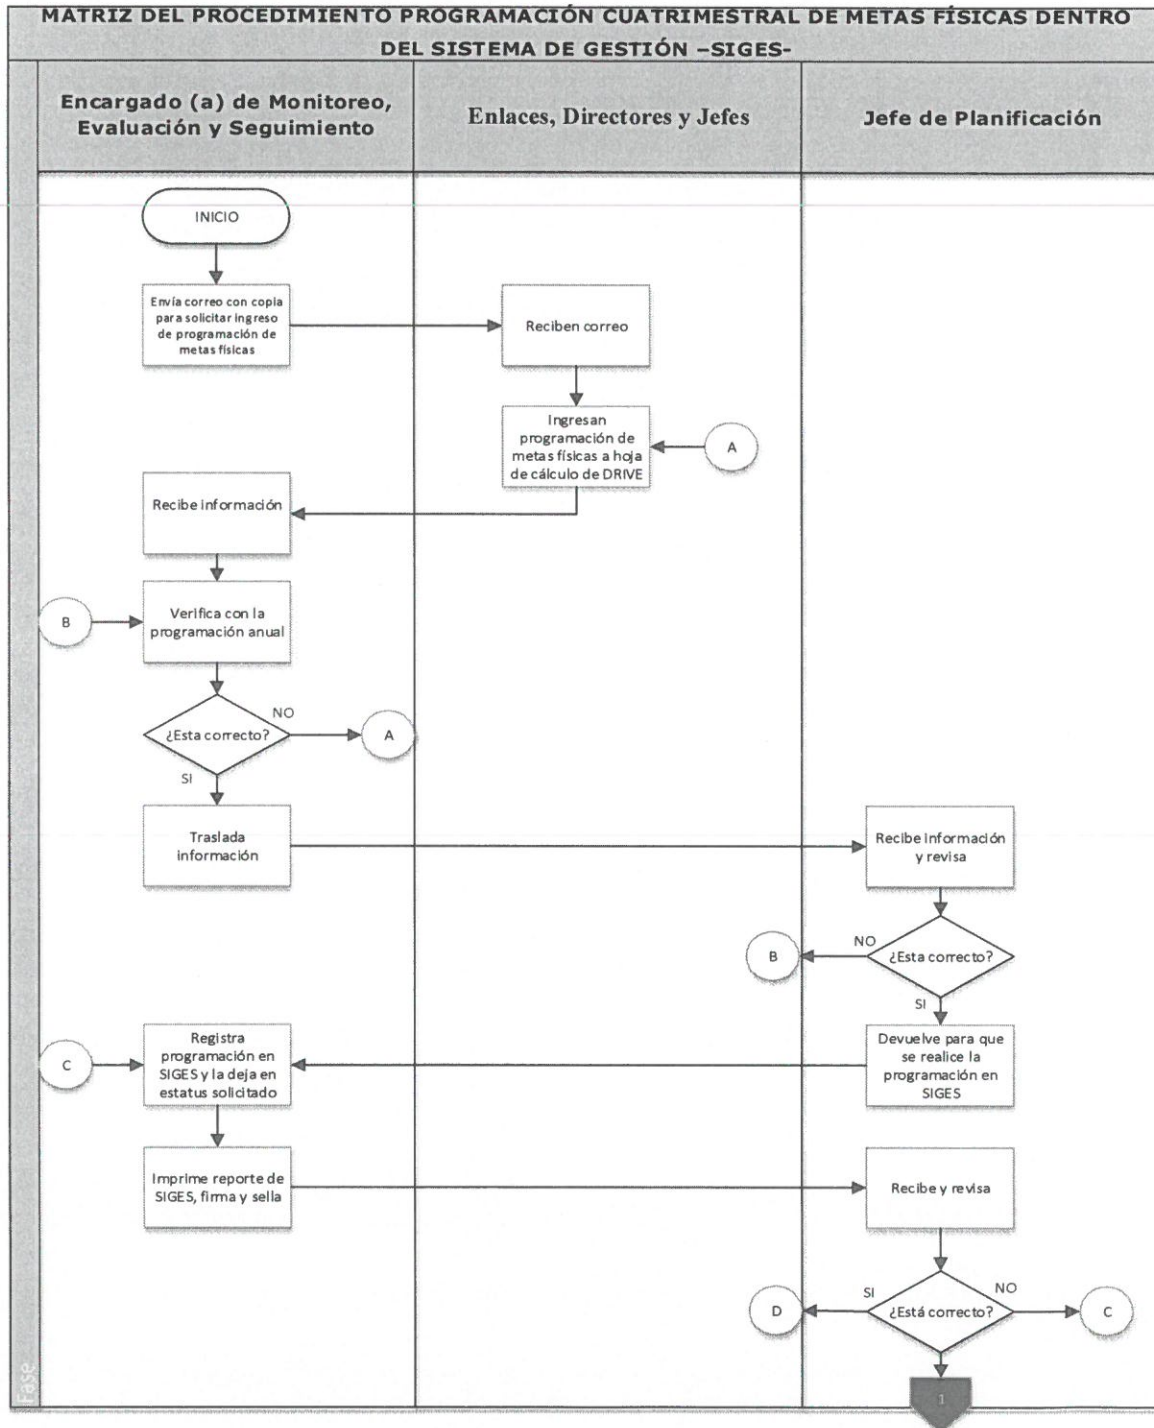 MATRIZ DEL PROCEDIMIENTO PROGRAMACIÓN CUATRIMESTRAL DE METAS FÍSICAS DENTRO
DEL SISTEMA DE GESTIÓN –SIGES-
Encargado (a) de Monitoreo,
Evaluación y Seguimiento
Enlaces, Directores y Jefes
Jefe de Planificación
INICIO
Envía correo con copia
para solicitar ingreso
de programación de
metas físicas
Reciben correo
Ingresan
programación de
metas físicas a hoja
de cálculo de DRIVE
A
Recibe información
B
Verifica con la
programación anual
¿Esta correcto?
NO
A
SI
Traslada
información
Recibe información
y revisa
B
NO
¿Esta correcto?
SI
C
Registra
programación en
SIGES y la deja en
estatus solicitado
Devuelve para que
se realice la
programación en
SIGES
Imprime reporte de
SIGES, firma y sella
Recibe y revisa
D
SI
¿Está correcto?
NO
C
1
Fase